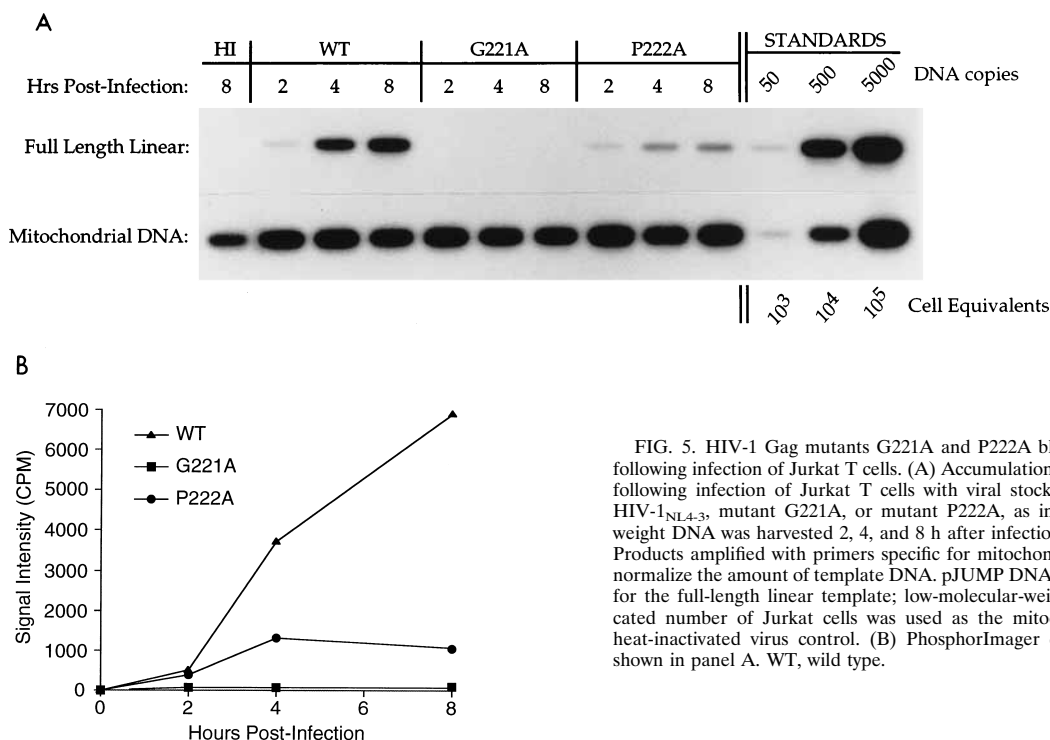 A
HI WT G221A P222A STANDARDS
Hrs Post-Infection: 8 2 4 8 2 4 8 2 4 8 50 500 5000 DNA copies
Full Length Linear:
Mitochondrial DNA:
10³ 10⁴ 10⁵ Cell Equivalents
B
7000
6000
5000
4000
3000
2000
1000
0
Signal Intensity (CPM)
WT
G221A
P222A
0 2 4 6 8
Hours Post-Infection
FIG. 5. HIV-1 Gag mutants G221A and P222A
following infection of Jurkat T cells. (A) Accumulation
following infection of Jurkat T cells with viral stock
HIV-1NL4-3, mutant G221A, or mutant P222A, as in
weight DNA was harvested 2, 4, and 8 h after infectio
Products amplified with primers specific for mitochon
normalize the amount of template DNA. pJUMP DNA
for the full-length linear template; low-molecular-wei
cated number of Jurkat cells was used as the mito
heat-inactivated virus control. (B) PhosphorImager
shown in panel A. WT, wild type.